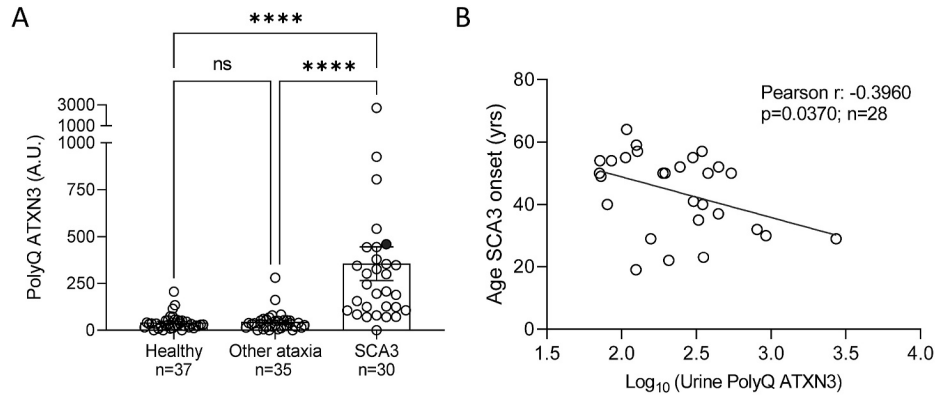 A
****
ns
****
PolyQ ATXN3 (A.U.)
3000
1000
1000
750
500
250
0
Healthy
n=37
Other ataxia
n=35
SCA3
n=30
B
Pearson r: -0.3960
p=0.0370; n=28
Age SCA3 onset (yrs)
80
60
40
20
0
1.5
2.0
2.5
3.0
3.5
4.0
Log10 (Urine PolyQ ATXN3)